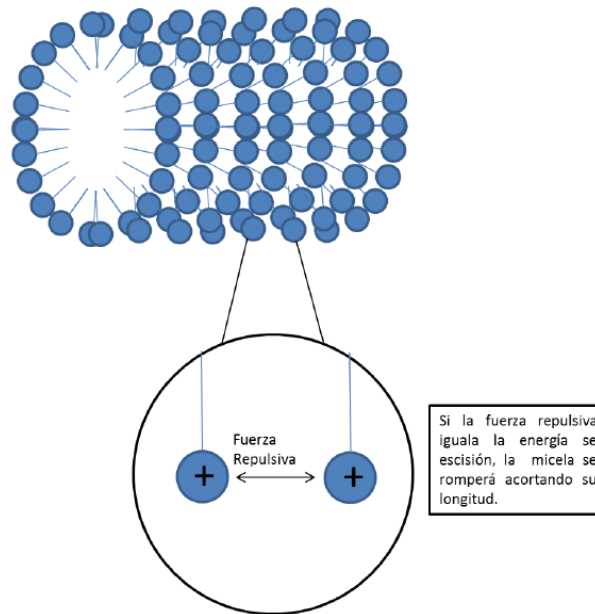 +
Fuerza
Repulsiva
+
Si la fuerza repulsiva
iguala la energía se
escisión, la micela se
romperá acortando su
longitud.